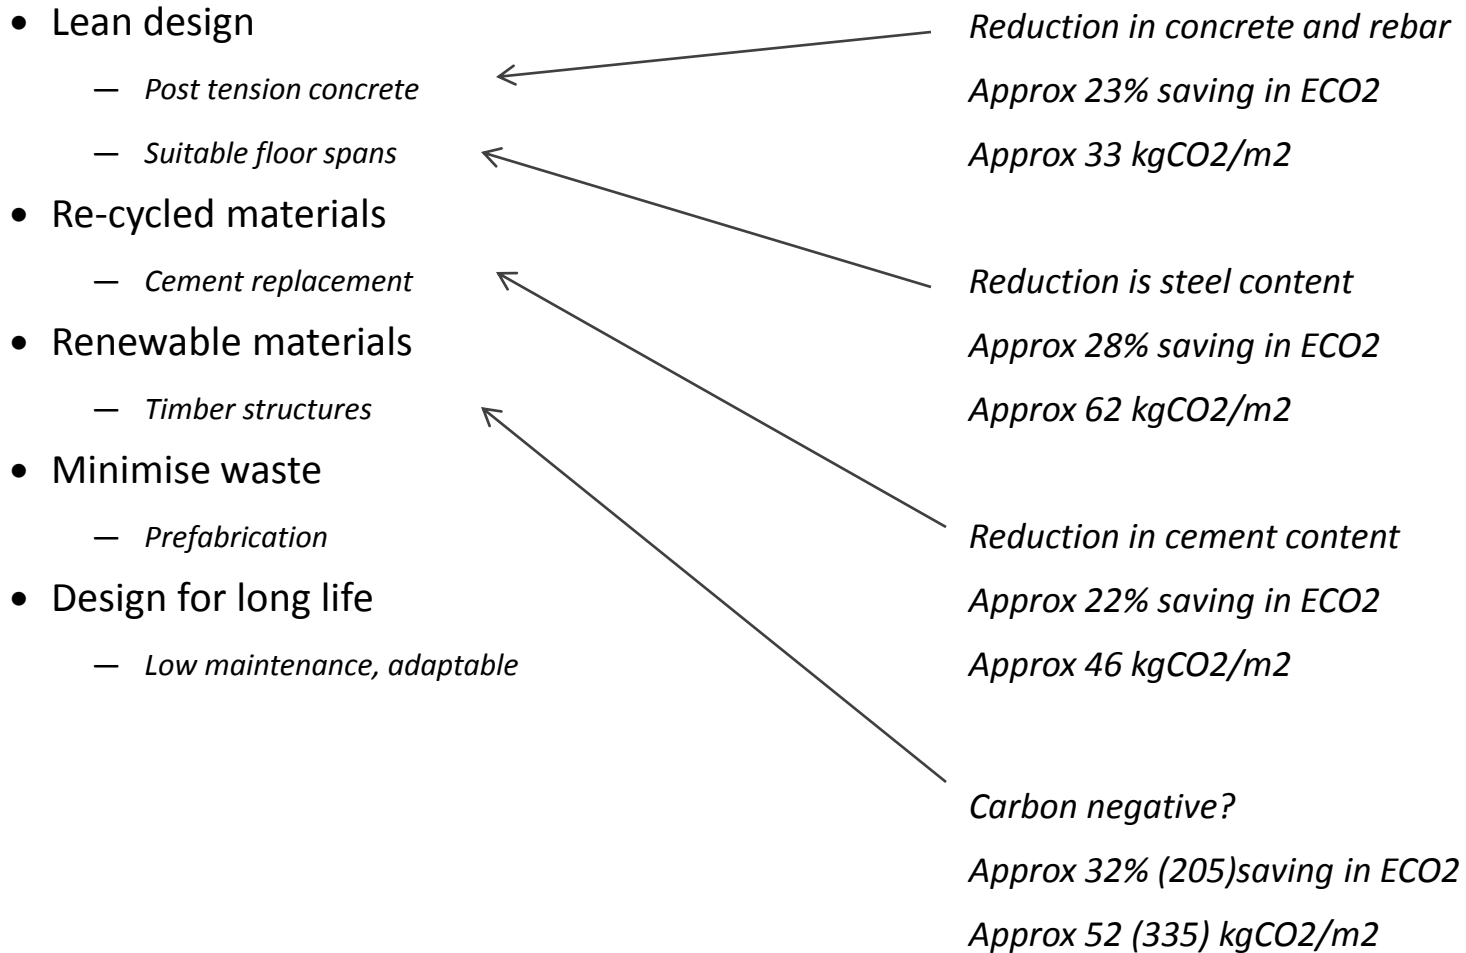 • Lean design
— Post tension concrete
— Suitable floor spans
• Re-cycled materials
— Cement replacement
• Renewable materials
— Timber structures
• Minimise waste
— Prefabrication
• Design for long life
— Low maintenance, adaptable
Reduction in concrete and rebar
Approx 23% saving in ECO2
Approx 33 kgCO2/m2
Reduction is steel content
Approx 28% saving in ECO2
Approx 62 kgCO2/m2
Reduction in cement content
Approx 22% saving in ECO2
Approx 46 kgCO2/m2
Carbon negative?
Approx 32% (205)saving in ECO2
Approx 52 (335) kgCO2/m2